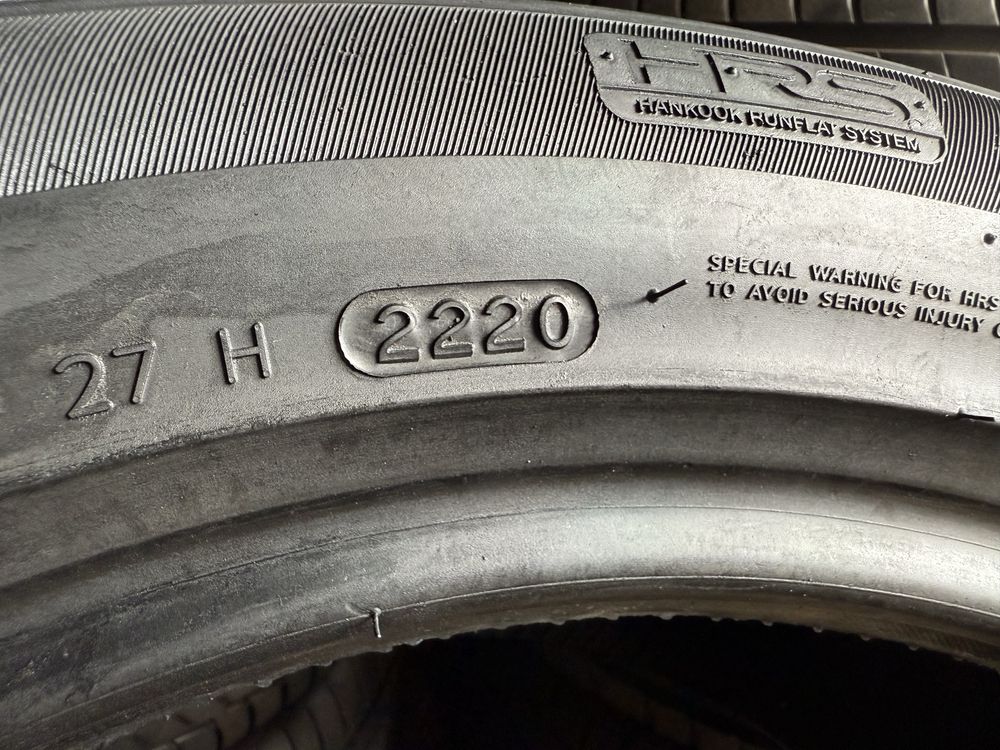 HRS
HANKOOK RUNFLAT SYSTEM
SPECIAL WARNING FOR HRS
TO AVOID SERIOUS INJURY
27 H 2220